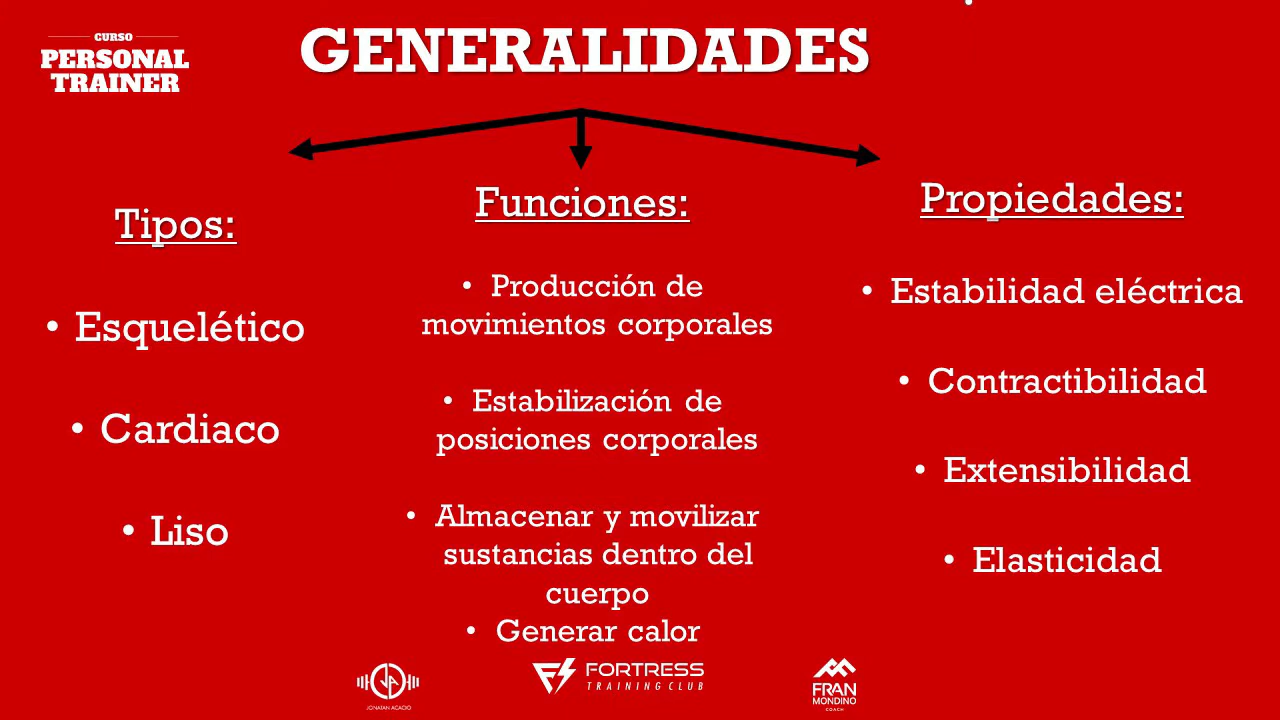 CURSO
PERSONAL
TRAINER
GENERALIDADES
Tipos:
• Esquelético
• Cardiaco
• Liso
Funciones:
• Producción de
movimientos corporales
• Estabilización de
posiciones corporales
• Almacenar y movilizar
sustancias dentro del
cuerpo
• Generar calor
Propiedades:
• Estabilidad eléctrica
• Contractibilidad
• Extensibilidad
• Elasticidad
JONATAN ACACIO
FORTRESS
TRAINING CLUB
FRAN
MONDINO
COACH